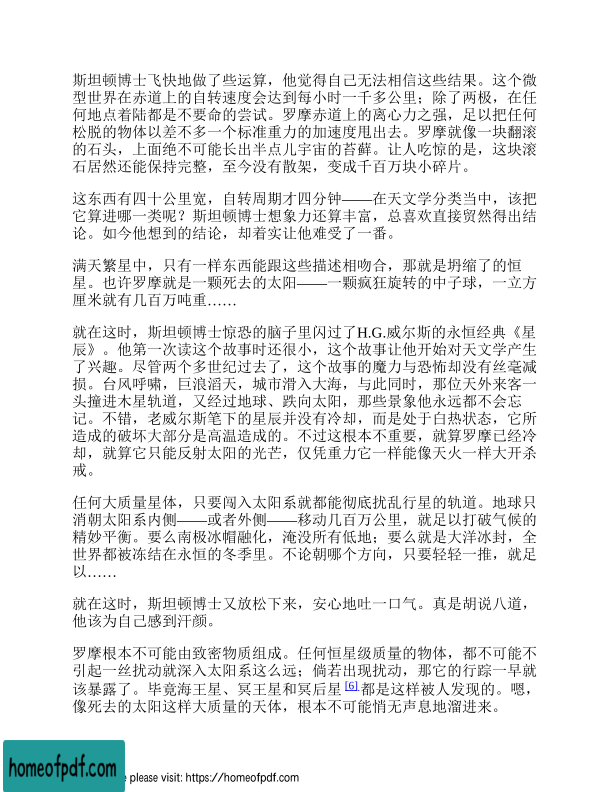 斯坦顿博士飞快地做了些运算，他觉得自己无法相信这些结果。这个微
型世界在赤道上的自转速度会达到每小时一千多公里；除了两极，在任
何地点着陆都是不要命的尝试。罗摩赤道上的离心力之强，足以把任何
松脱的物体以差不多一个标准重力的加速度甩出去。罗摩就像一块翻滚
的石头，上面绝不可能长出半点儿宇宙的苔藓。让人吃惊的是，这块滚
石居然还能保持完整，至今没有散架，变成千百万块小碎片。
这东西有四十公里宽，自转周期才四分钟——在天文学分类当中，该把
它算进哪一类呢？斯坦顿博士想象力还算丰富，总喜欢直接贸然得出结
论。如今他想到的结论，却着实让他难受了一番。
满天繁星中，只有一样东西能跟这些描述相吻合，那就是坍缩了的恒
星。也许罗摩就是一颗死去的太阳——一颗疯狂旋转的中子球，一立方
厘米就有几百万吨重……
就在这时，斯坦顿博士惊恐的脑子里闪过了H.G.威尔斯的永恒经典《星
辰》。他第一次读这个故事时还很小，这个故事让他开始对天文学产生
了兴趣。尽管两个多世纪过去了，这个故事的魔力与恐怖却没有丝毫减
损。台风呼啸，巨浪滔天，城市滑入大海，与此同时，那位天外来客一
头撞进木星轨道，又经过地球、跌向太阳，那些景象他永远都不会忘
记。不错，老威尔斯笔下的星辰并没有冷却，而是处于白热状态，它所
造成的破坏大部分是高温造成的。不过这根本不重要，就算罗摩已经冷
却，就算它只能反射太阳的光芒，仅凭重力它一样能像天火一样大开杀
戒。
任何大质量星体，只要闯入太阳系就都能彻底扰乱行星的轨道。地球只
消朝太阳系内侧——或者外侧——移动几百万公里，就足以打破气候的
精妙平衡。要么南极冰帽融化，淹没所有低地；要么就是大洋冰封，全
世界都被冻结在永恒的冬季里。不论朝哪个方向，只要轻轻一推，就足
以……
就在这时，斯坦顿博士又放松下来，安心地吐一口气。真是胡说八道，
他该为自己感到汗颜。
罗摩根本不可能由致密物质组成。任何恒星级质量的物体，都不可能不
引起一丝扰动就深入太阳系这么远；倘若出现扰动，那它的行踪一早就
该暴露了。毕竟海王星、冥王星和冥后星 [6] 都是这样被人发现的。嗯，
像死去的太阳这样大质量的天体，根本不可能悄无声息地溜进来。
homeofpdf.com
e please visit: https://homeofpdf.com